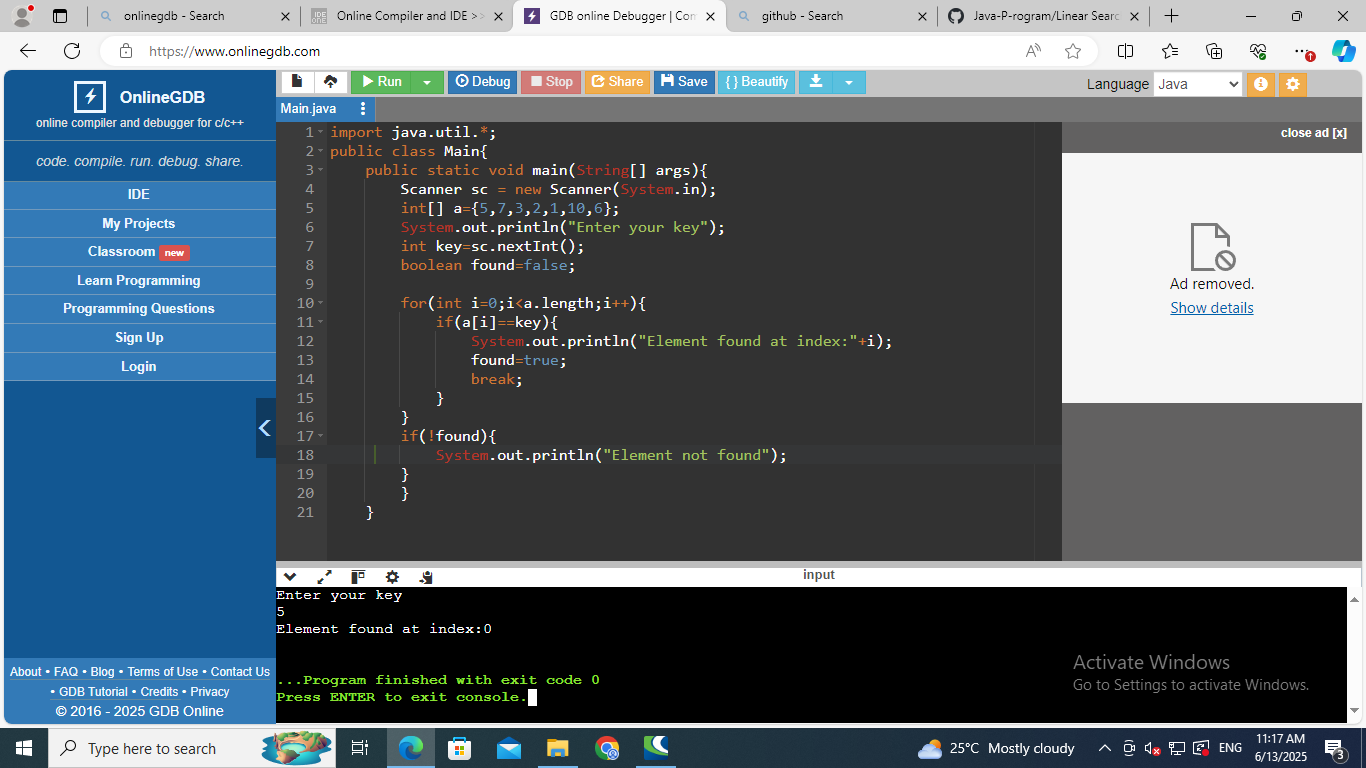 onlinegdb - Search
Online Compiler and IDE >>
GDB online Debugger | Com
github - Search
Java-P-rogram/Linear Searc
https://www.onlinegdb.com
OnlineGDB
online compiler and debugger for c/c++
code. compile. run. debug. share.
IDE
My Projects
Classroom new
Learn Programming
Programming Questions
Sign Up
Login
About • FAQ • Blog • Terms of Use • Contact Us
• GDB Tutorial • Credits • Privacy
© 2016 - 2025 GDB Online
Run Debug Stop Share Save { } Beautify Language Java
Main.java
1 import java.util.*;
2 public class Main{
3 public static void main(String[] args){
4 Scanner sc = new Scanner(System.in);
5 int[] a={5,7,3,2,1,10,6};
6 System.out.println("Enter your key");
7 int key=sc.nextInt();
8 boolean found=false;
9
10 for(int i=0;i<a.length;i++){
11 if(a[i]==key){
12 System.out.println("Element found at index:"+i);
13 found=true;
14 break;
15 }
16 }
17 if(!found){
18 System.out.println("Element not found");
19 }
20 }
21 }
close ad [x]
Ad removed.
Show details
input
Enter your key
5
Element found at index:0
...Program finished with exit code 0
Press ENTER to exit console.
Activate Windows
Go to Settings to activate Windows.
Type here to search
25°C Mostly cloudy
ENG
11:17 AM
6/13/2025
3